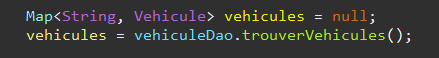 Map<String, Vehicule> vehicules = null;
vehicules = vehiculeDao.trouverVehicules();